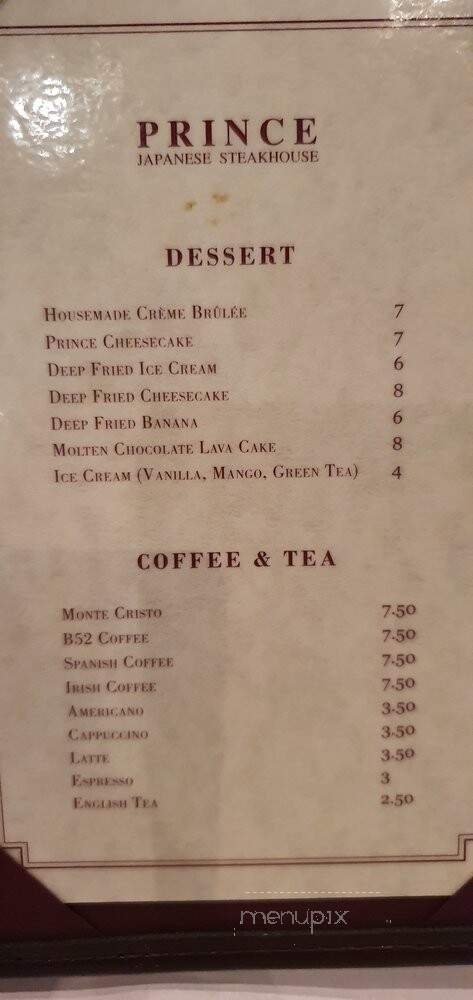 PRINCE
JAPANESE STEAKHOUSE
DESSERT
Housemade Crème Brûlée 7
Prince Cheesecake 7
Deep Fried Ice Cream 6
Deep Fried Cheesecake 8
Deep Fried Banana 6
Molten Chocolate Lava Cake 8
Ice Cream (Vanilla, Mango, Green Tea) 4
COFFEE & TEA
Monte Cristo 7.50
B52 Coffee 7.50
Spanish Coffee 7.50
Irish Coffee 7.50
Americano 3.50
Cappuccino 3.50
Latte 3.50
Espresso 3
English Tea 2.50
menupix